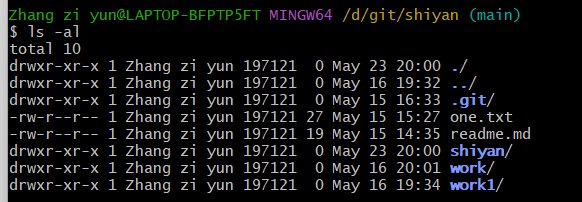 Zhang zi yun@LAPTOP-BFPTP5FT MINGW64 /d/git/shiyan (main)
$ ls -al
total 10
drwxr-xr-x 1 Zhang zi yun 197121  0 May 23 20:00 ./
drwxr-xr-x 1 Zhang zi yun 197121  0 May 16 19:32 ../
drwxr-xr-x 1 Zhang zi yun 197121  0 May 15 16:33 .git/
-rw-r--r-- 1 Zhang zi yun 197121 27 May 15 15:27 one.txt
-rw-r--r-- 1 Zhang zi yun 197121 19 May 15 14:35 readme.md
drwxr-xr-x 1 Zhang zi yun 197121  0 May 23 20:00 shiyan/
drwxr-xr-x 1 Zhang zi yun 197121  0 May 16 20:01 work/
drwxr-xr-x 1 Zhang zi yun 197121  0 May 16 19:34 work1/